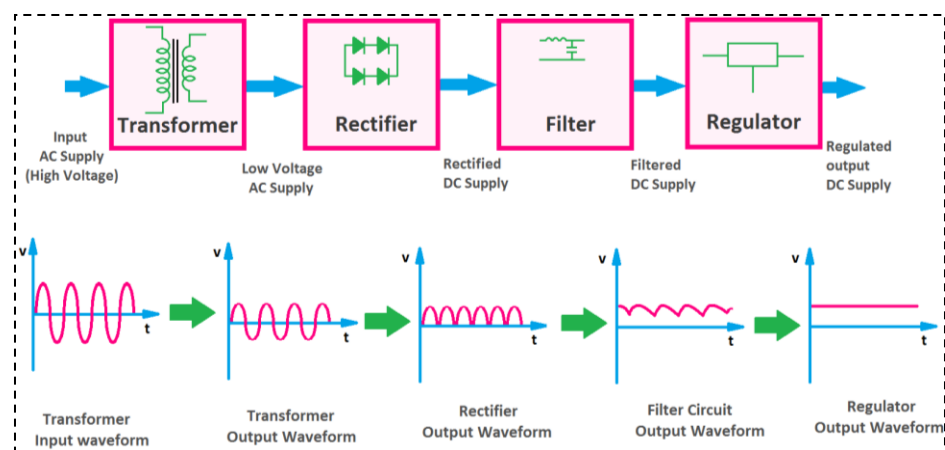 Transformer
Rectifier
Filter
Regulator
Input
AC Supply
(High Voltage)
Low Voltage
AC Supply
Rectified
DC Supply
Filtered
DC Supply
Regulated
output
DC Supply
v
t
v
t
v
t
v
t
v
t
Transformer
Input waveform
Transformer
Output Waveform
Rectifier
Output Waveform
Filter Circuit
Output Waveform
Regulator
Output Waveform